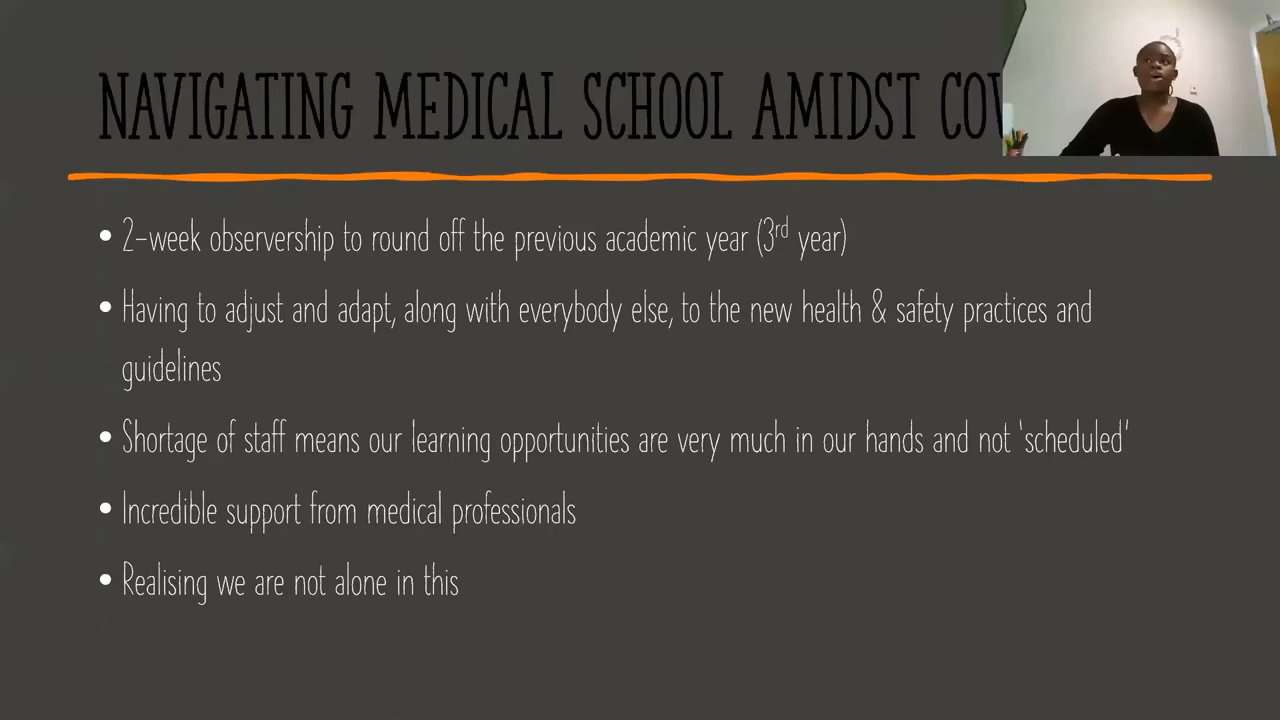 NAVIGATING MEDICAL SCHOOL AMIDST
• 2-week observership to round off the previous academic year (3rd year)
• Having to adjust and adapt, along with everybody else, to the new health & safety practices and
guidelines
• Shortage of staff means our learning opportunities are very much in our hands and not ‘scheduled’
• Incredible support from medical professionals
• Realising we are not alone in this